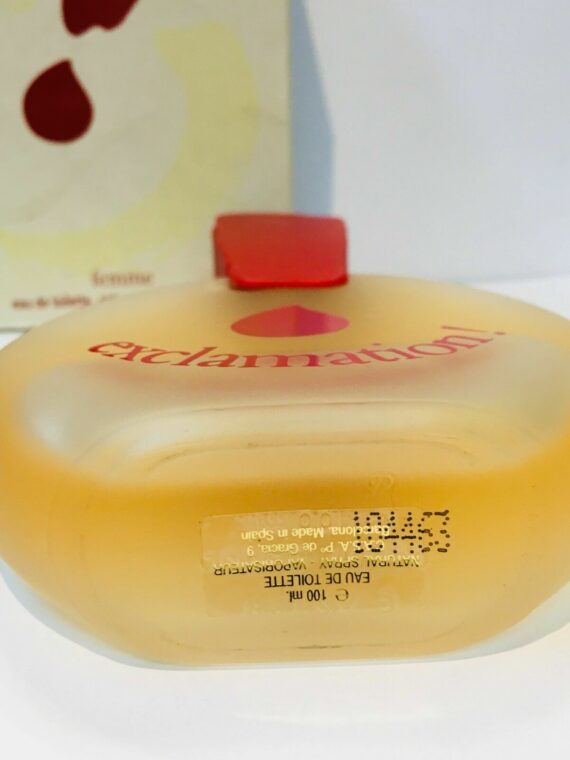 femme
eau de toilette
exclamation!
℮ 100 ml.
EAU DE TOILETTE
NATURAL SPRAY - VAPORISATEUR
Pº de Gracia, 9
Barcelona. Made in Spain